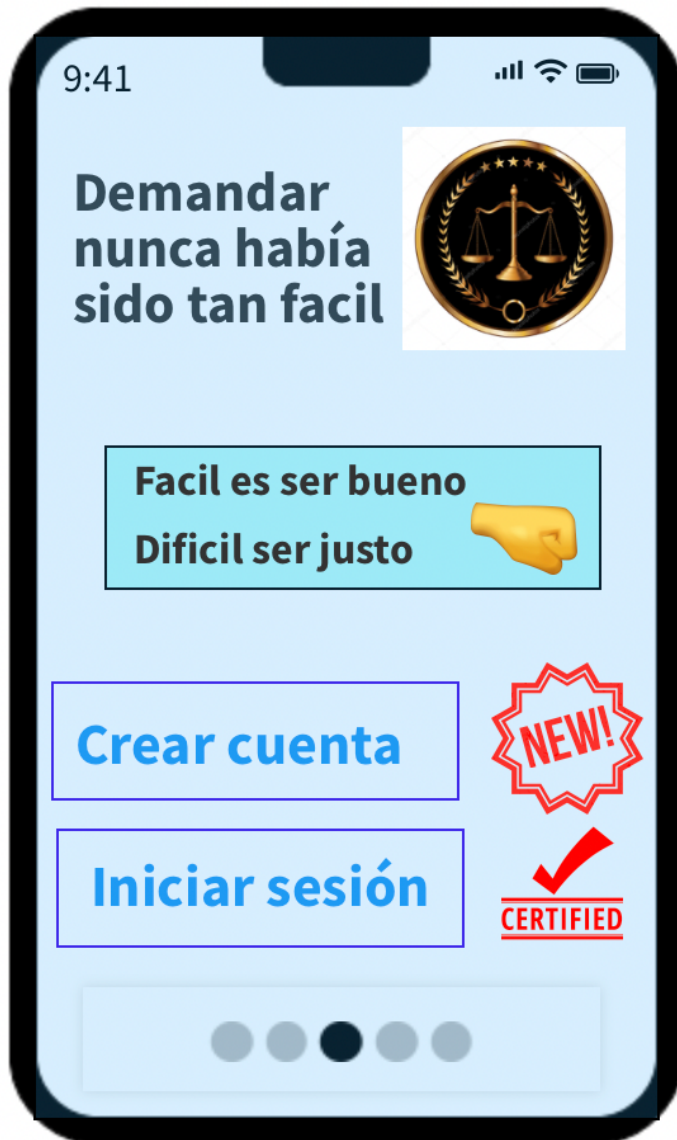 9:41
Demandar
nunca había
sido tan facil
Facil es ser bueno
Dificil ser justo
Crear cuenta
NEW!
Iniciar sesión
CERTIFIED